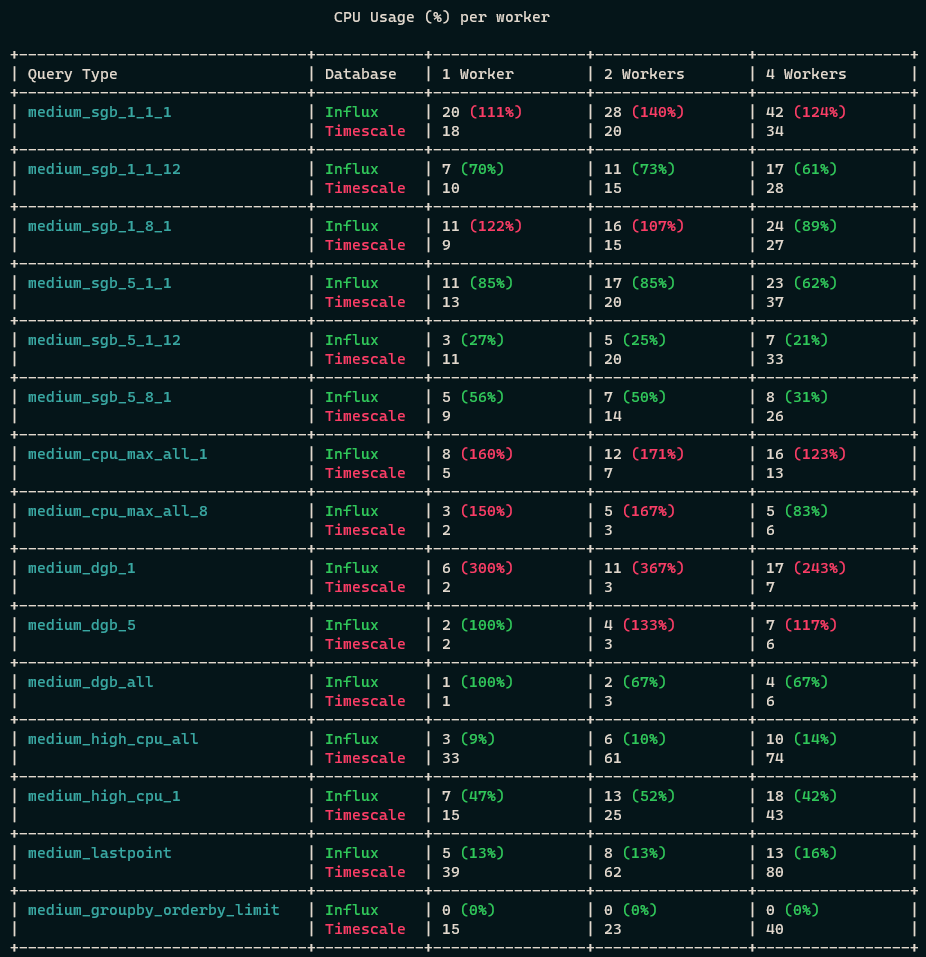 CPU Usage (%) per worker
Query Type | Database | 1 Worker | 2 Workers | 4 Workers
medium_sgb_1_1_1 | Influx | 20 (111%) | 28 (140%) | 42 (124%)
| Timescale | 18 | 20 | 34
medium_sgb_1_1_12 | Influx | 7 (70%) | 11 (73%) | 17 (61%)
| Timescale | 10 | 15 | 28
medium_sgb_1_8_1 | Influx | 11 (122%) | 16 (107%) | 24 (89%)
| Timescale | 9 | 15 | 27
medium_sgb_5_1_1 | Influx | 11 (85%) | 17 (85%) | 23 (62%)
| Timescale | 13 | 20 | 37
medium_sgb_5_1_12 | Influx | 3 (27%) | 5 (25%) | 7 (21%)
| Timescale | 11 | 20 | 33
medium_sgb_5_8_1 | Influx | 5 (56%) | 7 (50%) | 8 (31%)
| Timescale | 9 | 14 | 26
medium_cpu_max_all_1 | Influx | 8 (160%) | 12 (171%) | 16 (123%)
| Timescale | 5 | 7 | 13
medium_cpu_max_all_8 | Influx | 3 (150%) | 5 (167%) | 5 (83%)
| Timescale | 2 | 3 | 6
medium_dgb_1 | Influx | 6 (300%) | 11 (367%) | 17 (243%)
| Timescale | 2 | 3 | 7
medium_dgb_5 | Influx | 2 (100%) | 4 (133%) | 7 (117%)
| Timescale | 2 | 3 | 6
medium_dgb_all | Influx | 1 (100%) | 2 (67%) | 4 (67%)
| Timescale | 1 | 3 | 6
medium_high_cpu_all | Influx | 3 (9%) | 6 (10%) | 10 (14%)
| Timescale | 33 | 61 | 74
medium_high_cpu_1 | Influx | 7 (47%) | 13 (52%) | 18 (42%)
| Timescale | 15 | 25 | 43
medium_lastpoint | Influx | 5 (13%) | 8 (13%) | 13 (16%)
| Timescale | 39 | 62 | 80
medium_groupby_orderby_limit | Influx | 0 (0%) | 0 (0%) | 0 (0%)
| Timescale | 15 | 23 | 40